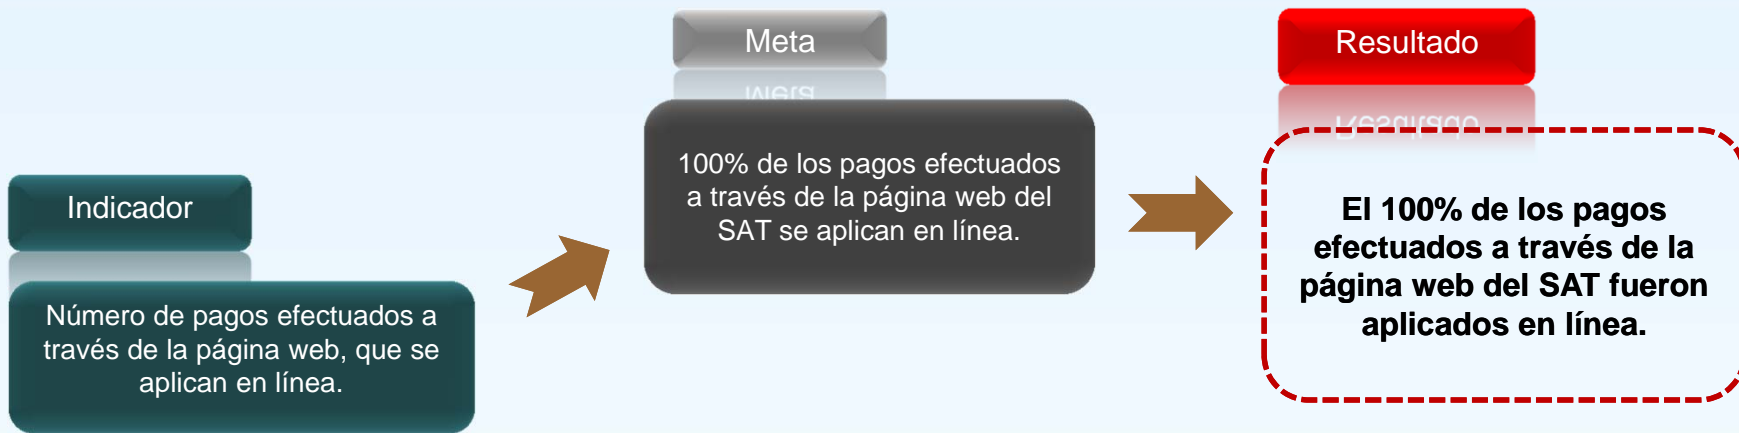 Indicador
Número de pagos efectuados a
través de la página web, que se
aplican en línea.
Meta
100% de los pagos efectuados
a través de la página web del
SAT se aplican en línea.
Resultado
El 100% de los pagos
efectuados a través de la
página web del SAT fueron
aplicados en línea.